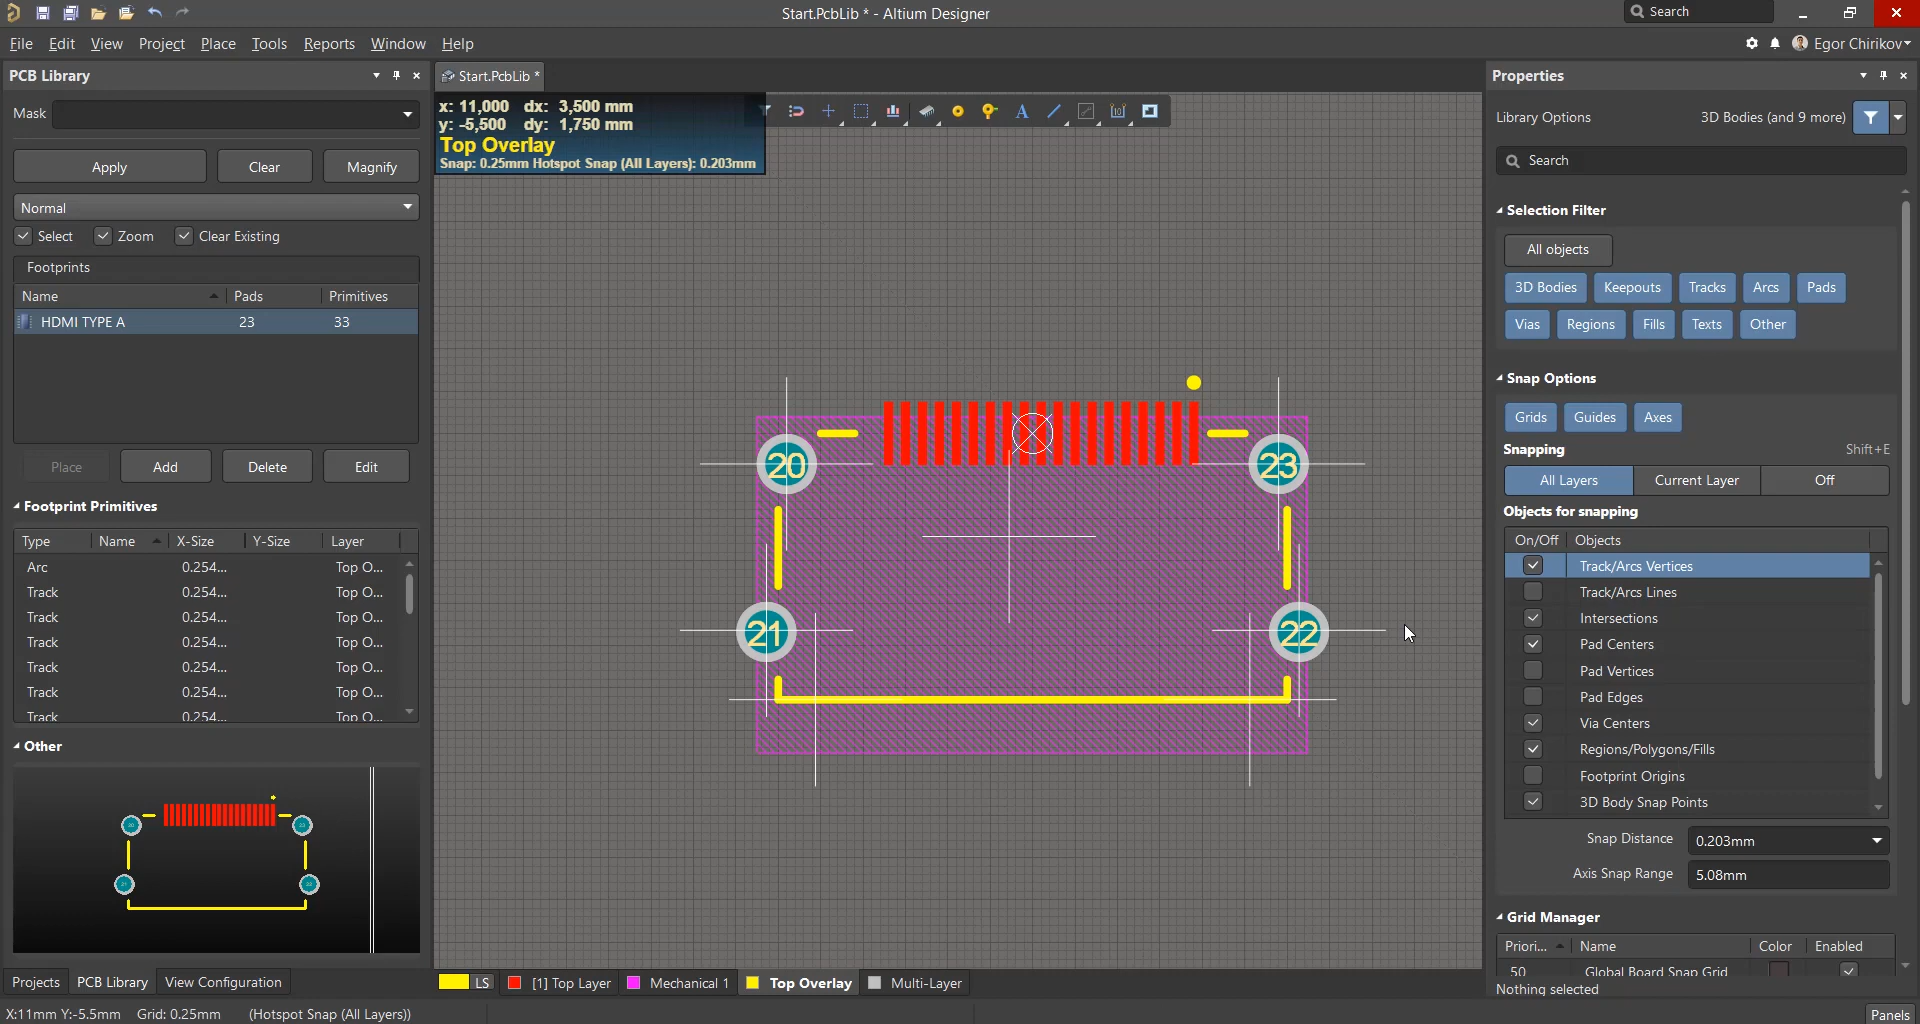 Start.PcbLib * - Altium Designer
Search
File Edit View Project Place Tools Reports Window Help
Egor Chirikov
PCB Library
Mask
Apply Clear Magnify
Normal
Select Zoom Clear Existing
Footprints
Name Pads Primitives
HDMI TYPE A 23 33
Place Add Delete Edit
Footprint Primitives
Type Name X-Size Y-Size Layer
Arc 0.254... Top O...
Track 0.254... Top O...
Track 0.254... Top O...
Track 0.254... Top O...
Track 0.254... Top O...
Track 0.254... Top O...
Track 0.254... Top O...
Other
Projects PCB Library View Configuration
Start.PcbLib *
x: 11,000 dx: 3,500 mm
y: -5,500 dy: 1,750 mm
Top Overlay
Snap: 0.25mm Hotspot Snap (All Layers): 0.203mm
20
23
21
22
LS [1] Top Layer Mechanical 1 Top Overlay Multi-Layer
Properties
Library Options 3D Bodies (and 9 more)
Search
Selection Filter
All objects
3D Bodies Keepouts Tracks Arcs Pads
Vias Regions Fills Texts Other
Snap Options
Grids Guides Axes
Snapping Shift+E
All Layers Current Layer Off
Objects for snapping
On/Off Objects
Track/Arcs Vertices
Track/Arcs Lines
Intersections
Pad Centers
Pad Vertices
Pad Edges
Via Centers
Regions/Polygons/Fills
Footprint Origins
3D Body Snap Points
Snap Distance 0.203mm
Axis Snap Range 5.08mm
Grid Manager
Priori... Name Color Enabled
50 Global Board Snap Grid
Nothing selected
X:11mm Y:-5.5mm Grid: 0.25mm (Hotspot Snap (All Layers))
Panels